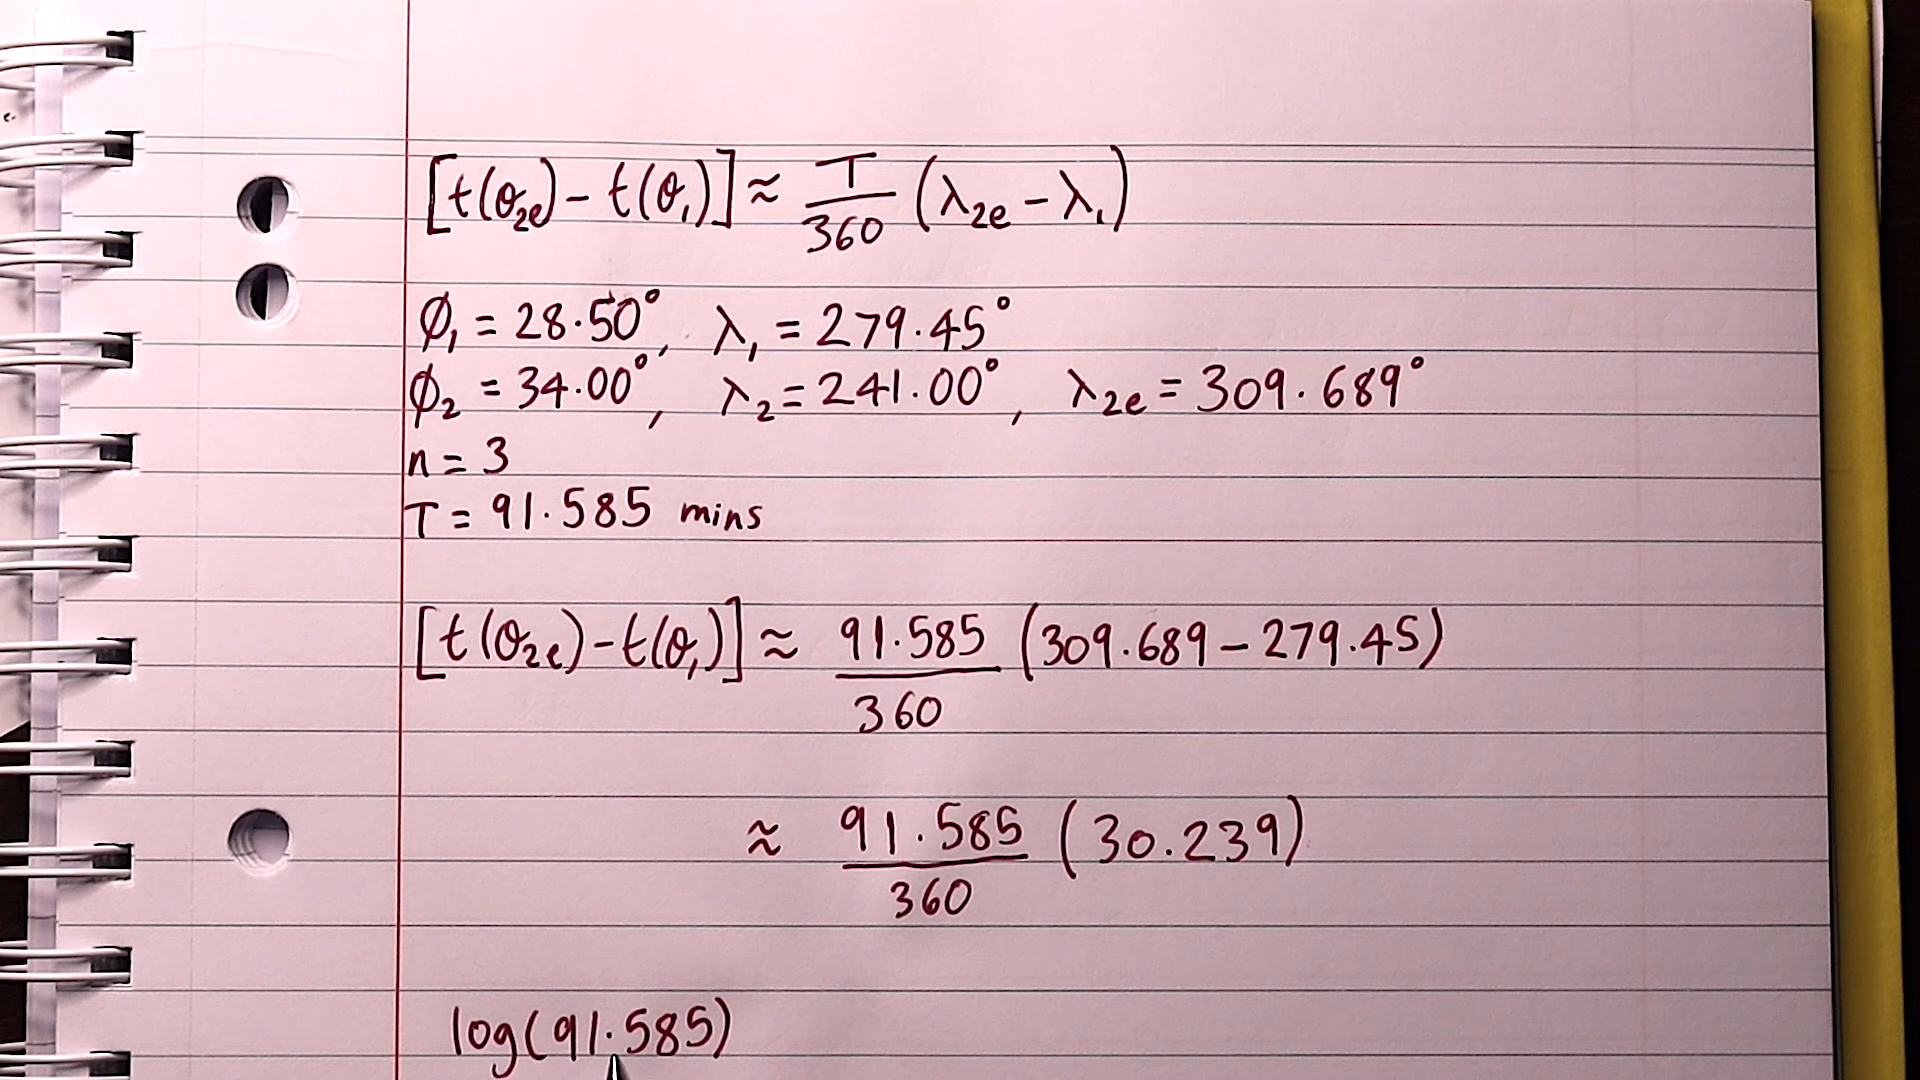 [t(θ₂ₑ) - t(θ₁)] ≈ T/360 (λ₂ₑ - λ₁)
ϕ₁ = 28.50°, λ₁ = 279.45°
ϕ₂ = 34.00°, λ₂ = 241.00°, λ₂ₑ = 309.689°
n = 3
T = 91.585 mins
[t(θ₂ₑ) - t(θ₁)] ≈ 91.585/360 (309.689 - 279.45)
≈ 91.585/360 (30.239)
log(91.585)